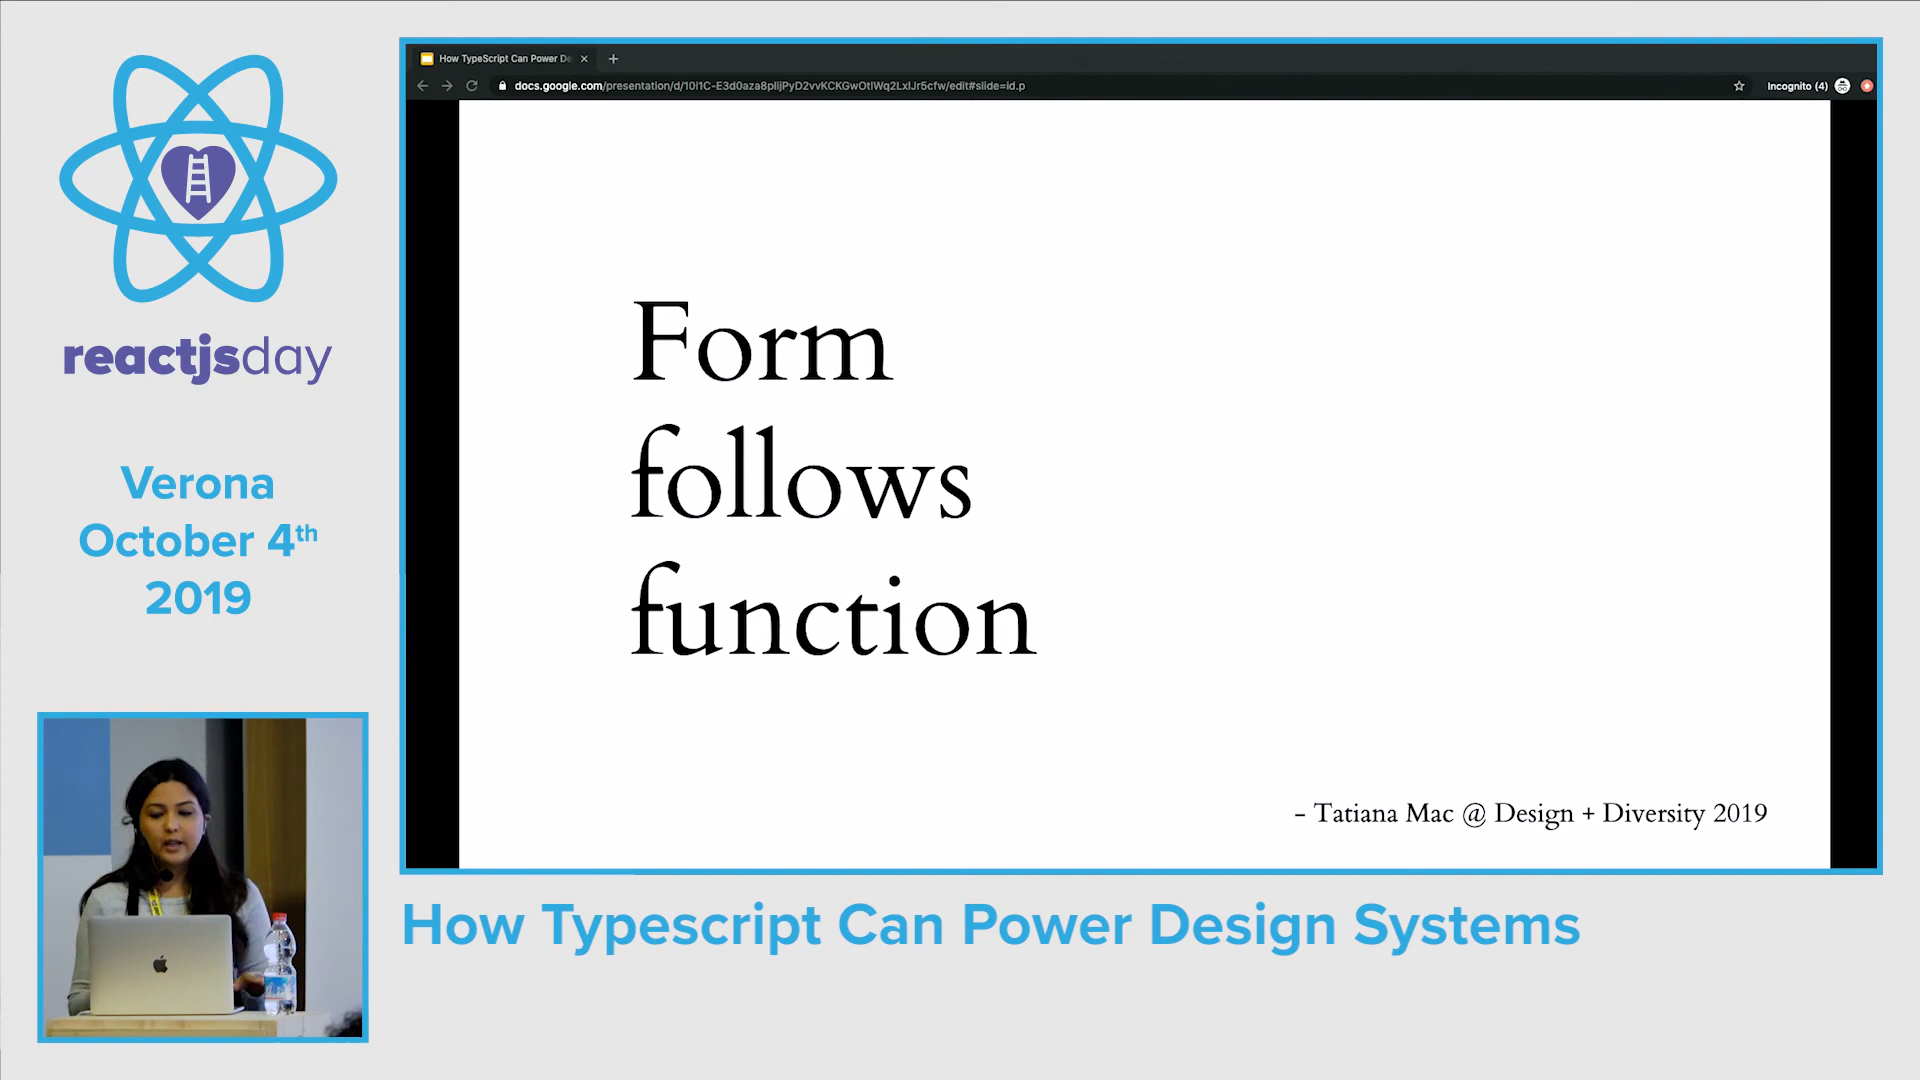 How TypeScript Can Power De
docs.google.com/presentation/d/10i1C-E3d0aza8pIijPyD2vvKCKGwOtlWq2LxlJr5cfw/edit#slide=id.p
Incognito (4)
reactjsday
Verona
October 4th
2019
Form
follows
function
- Tatiana Mac @ Design + Diversity 2019
How Typescript Can Power Design Systems